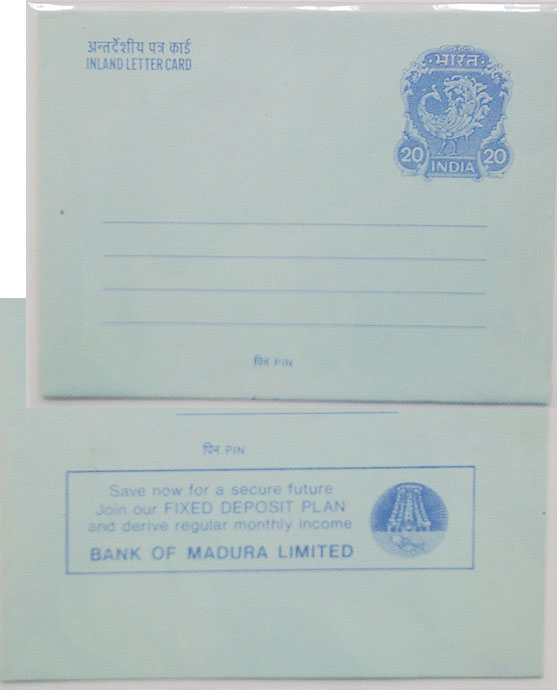 अन्तर्देशीय पत्र कार्ड
INLAND LETTER CARD
भारत
20 20
INDIA
पिन PIN
पिन PIN
Save now for a secure future
Join our FIXED DEPOSIT PLAN
and derive regular monthly income
BANK OF MADURA LIMITED